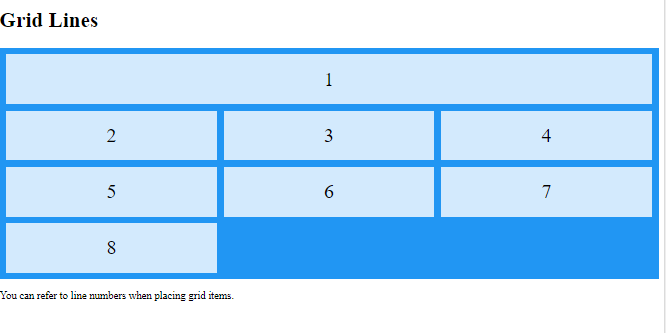 Grid Lines
1
2 3 4
5 6 7
8
You can refer to line numbers when placing grid items.